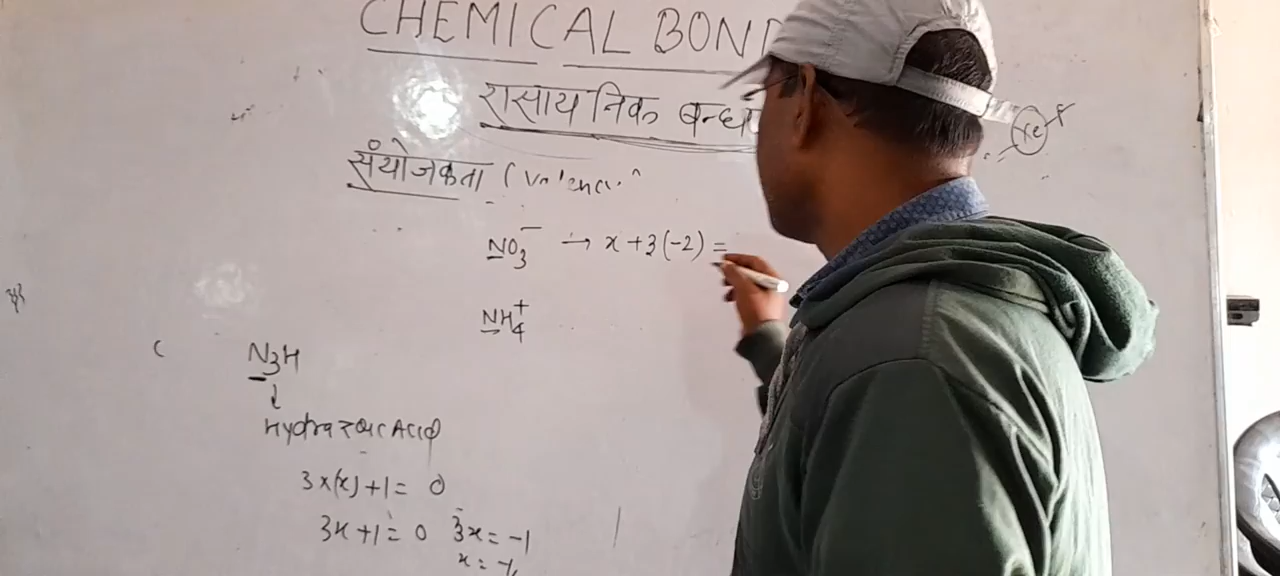 CHEMICAL BOND
रासायनिक बन्ध
संयोजकता (Valency
NO₃⁻ → x + 3(-2) =
NH₄⁺
N₃H
↓
Hydrazoic Acid
3×(x) + 1 = 0
3x + 1 = 0 3x = -1
x = -1/